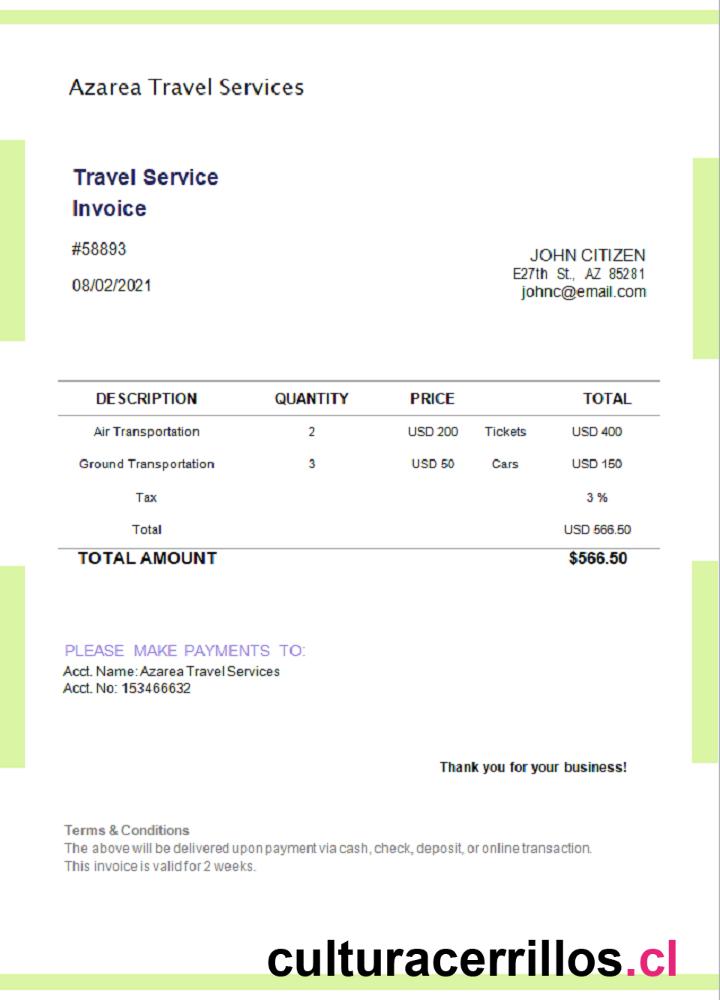 Azarea Travel Services
Travel Service
Invoice
#58893
08/02/2021
JOHN CITIZEN
E27th St., AZ 85281
johnc@email.com
DESCRIPTION QUANTITY PRICE TOTAL
Air Transportation 2 USD 200 Tickets USD 400
Ground Transportation 3 USD 50 Cars USD 150
Tax 3 %
Total USD 566.50
TOTAL AMOUNT $566.50
PLEASE MAKE PAYMENTS TO:
Acct. Name: Azarea Travel Services
Acct. No: 153466632
Thank you for your business!
Terms & Conditions
The above will be delivered upon payment via cash, check, deposit, or online transaction.
This invoice is valid for 2 weeks.
culturacerrillos.cl